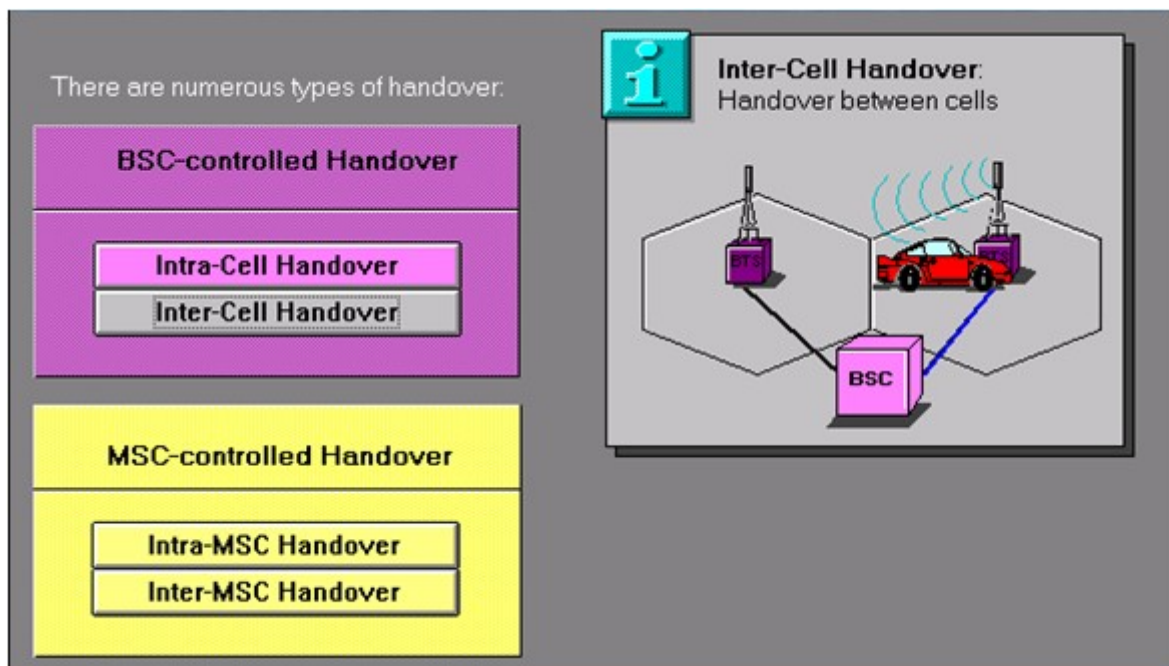 There are numerous types of handover:
BSC-controlled Handover
Intra-Cell Handover
Inter-Cell Handover
MSC-controlled Handover
Intra-MSC Handover
Inter-MSC Handover
i
Inter-Cell Handover:
Handover between cells
BTS
BTS
BSC